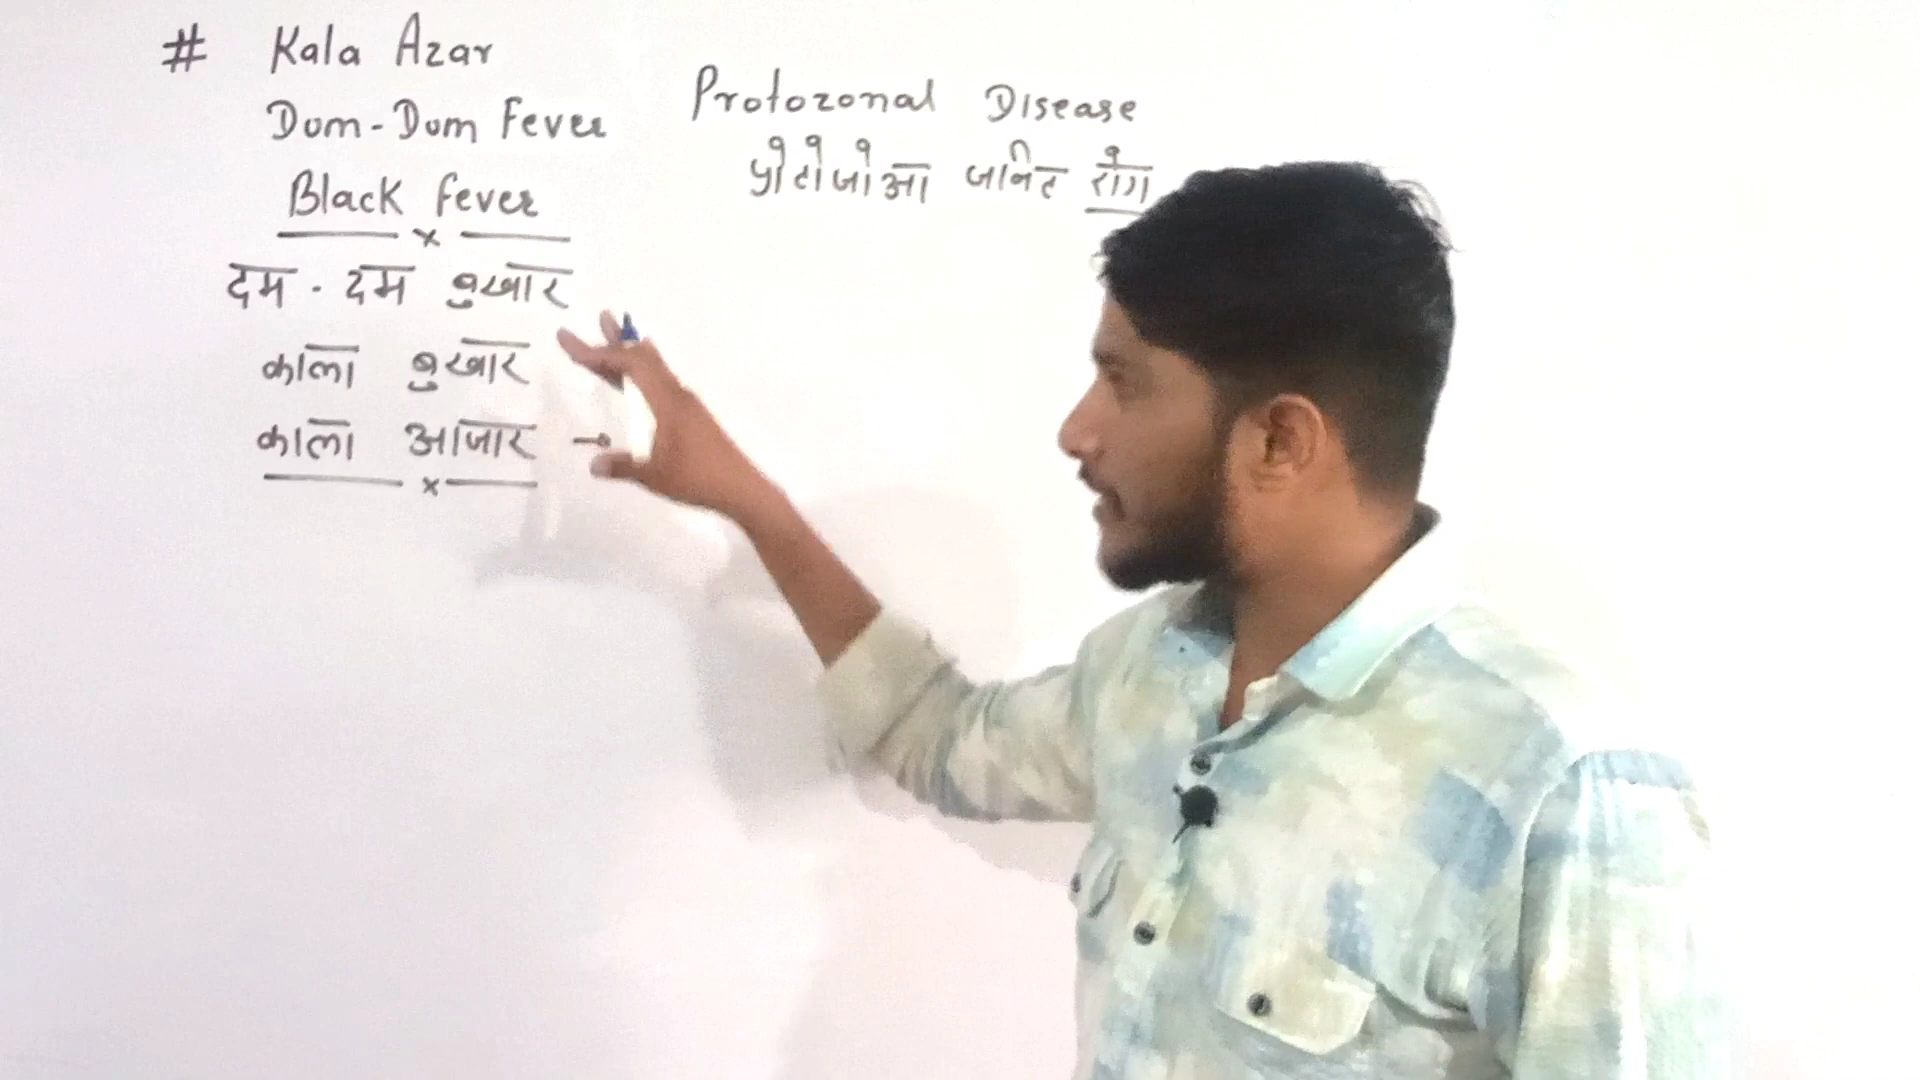 # Kala Azar
Dum-Dum Fever
Black fever
दम - दम बुखार
काला बुखार
काला आजार →
Protozonal Disease
प्रोटोजोआ जनित रोग